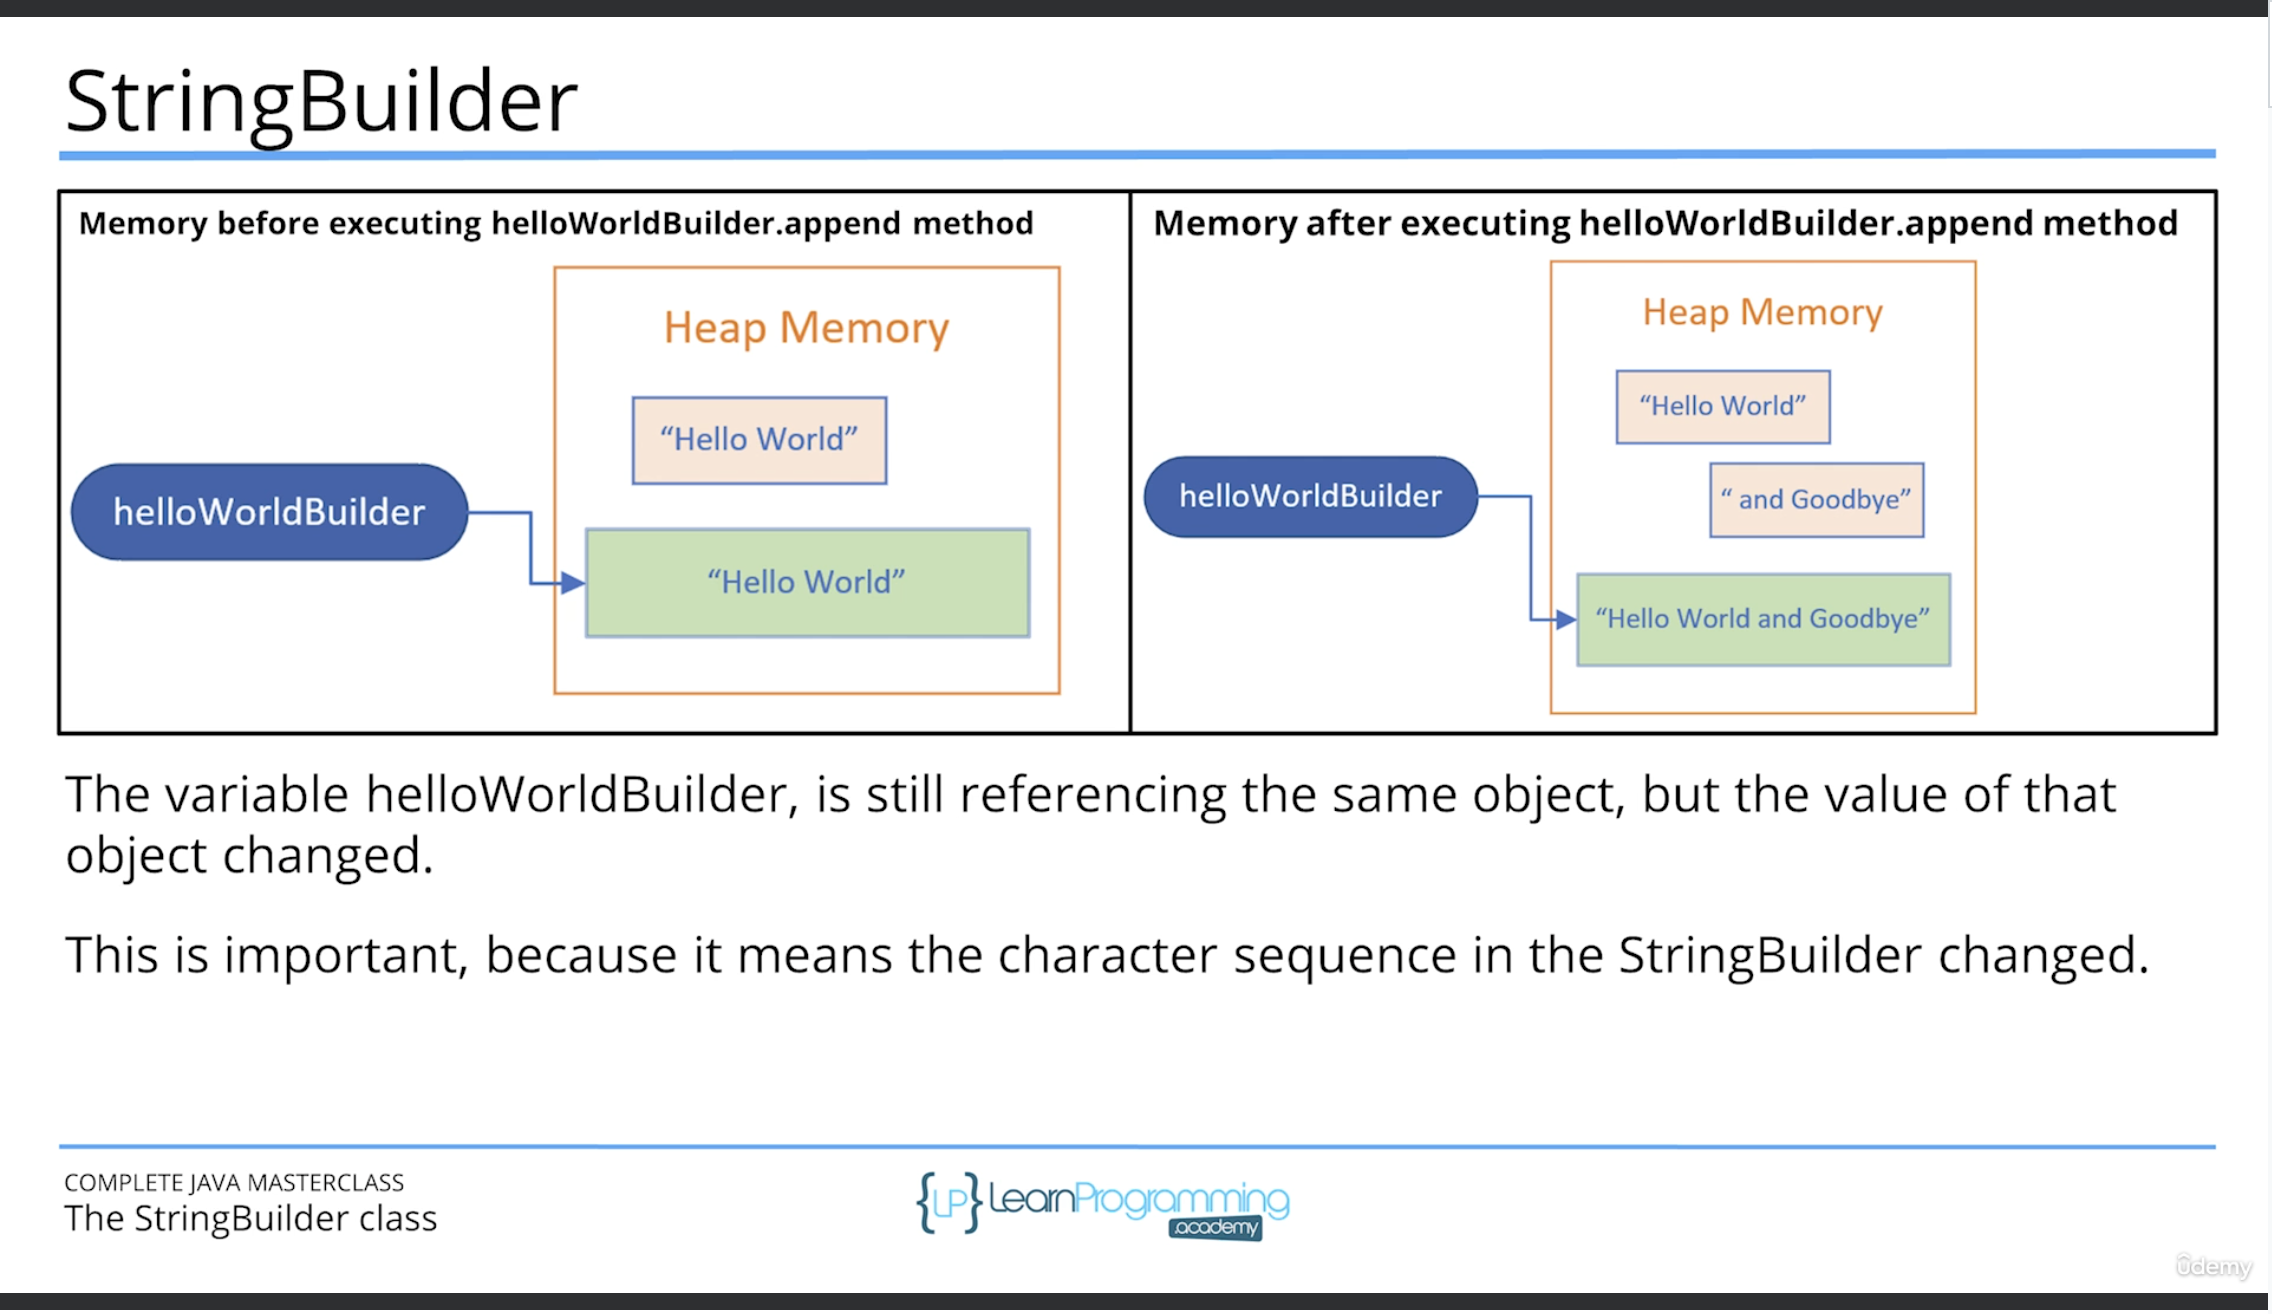 StringBuilder
Memory before executing helloWorldBuilder.append method
Heap Memory
“Hello World”
helloWorldBuilder
“Hello World”
Memory after executing helloWorldBuilder.append method
Heap Memory
“Hello World”
helloWorldBuilder
“ and Goodbye”
“Hello World and Goodbye”
The variable helloWorldBuilder, is still referencing the same object, but the value of that
object changed.
This is important, because it means the character sequence in the StringBuilder changed.
COMPLETE JAVA MASTERCLASS
The StringBuilder class
{LP} LearnProgramming
.academy
ûdemy